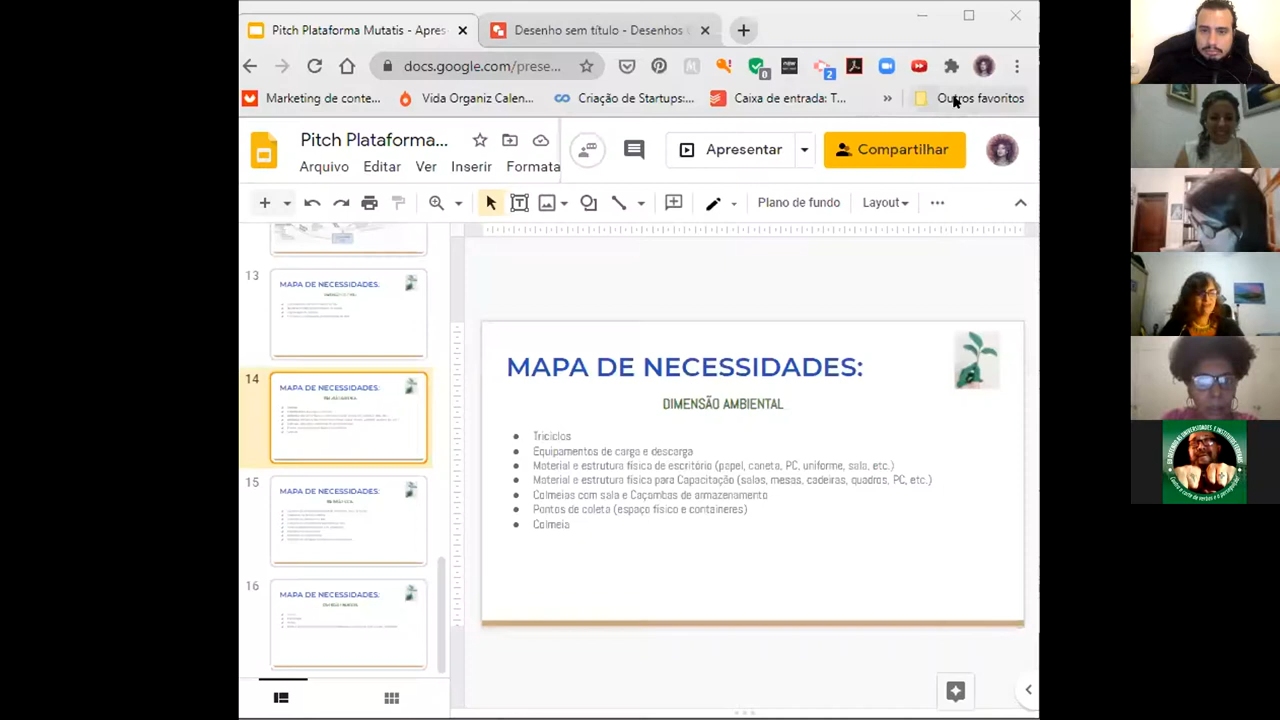 Pitch Plataforma Mutatis - Apres
Desenho sem título - Desenhos
docs.google.com/prese...
0
2
Marketing de conte...
Vida Organiz Calen...
Criação de Startups:...
Caixa de entrada: T...
»
Outros favoritos
Pitch Plataforma...
Apresentar
Compartilhar
Arquivo
Editar
Ver
Inserir
Formata
Plano de fundo
Layout
13
MAPA DE NECESSIDADES:
14
MAPA DE NECESSIDADES:
15
MAPA DE NECESSIDADES:
16
MAPA DE NECESSIDADES:
MAPA DE NECESSIDADES:
DIMENSÃO AMBIENTAL
● Triciclos
● Equipamentos de carga e descarga
● Material e estrutura física de escritório (papel, caneta, PC, uniforme, sala, etc.)
● Material e estrutura física para Capacitação (salas, mesas, cadeiras, quadros, PC, etc.)
● Colmeias com sala e Caçambas de armazenamento
● Pontos de coleta (espaço físico e containeres)
● Colmeia